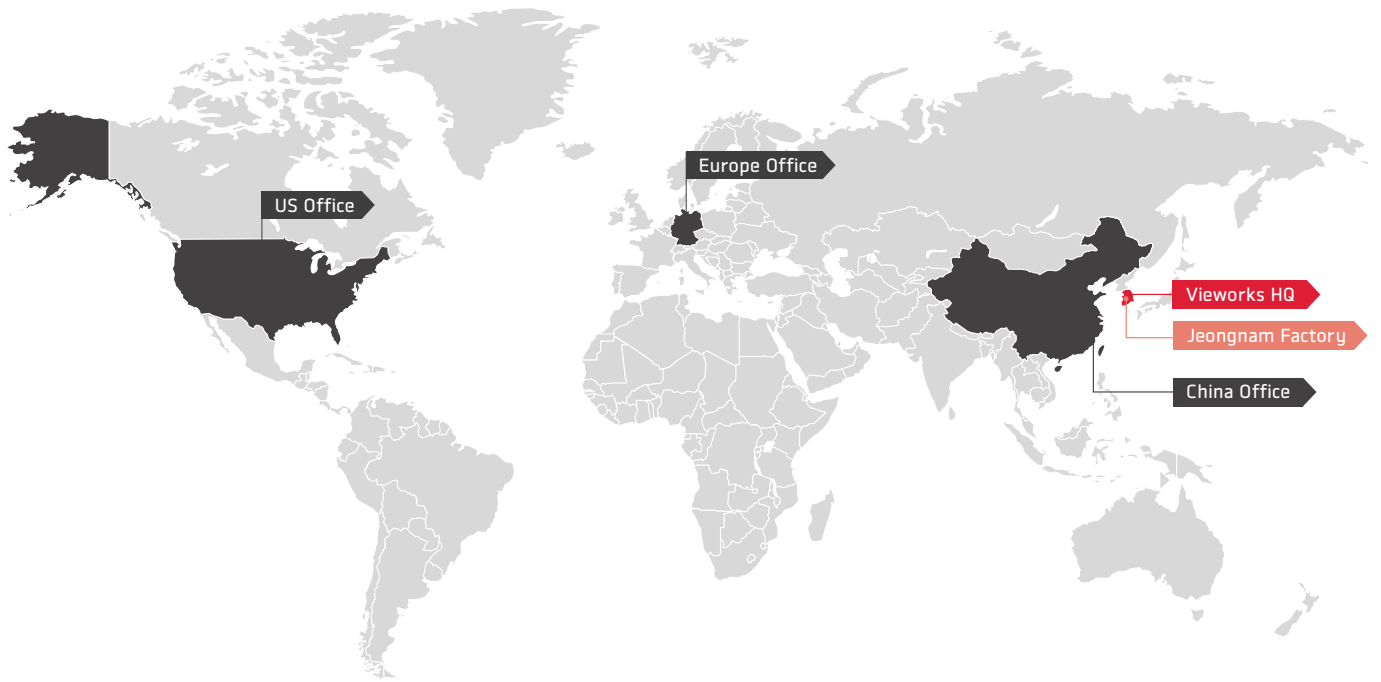 Europe Office
US Office
Vieworks HQ
Jeongnam Factory
China Office